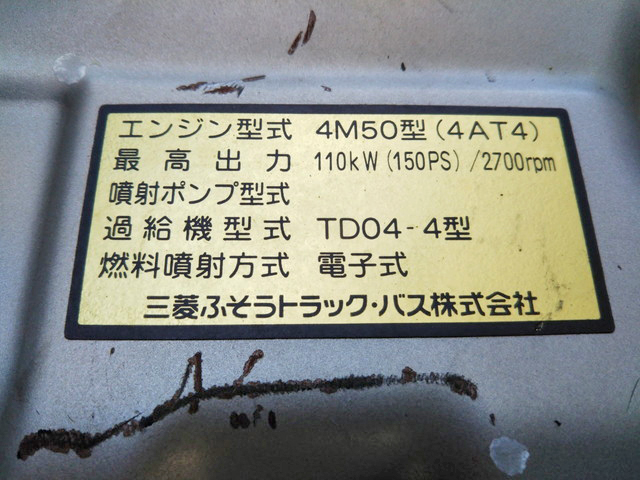 エンジン型式 4M50型(4AT4)
最高出力 110kW(150PS)/2700rpm
噴射ポンプ型式
過給機型式 TD04-4型
燃料噴射方式 電子式
三菱ふそうトラック・バス株式会社